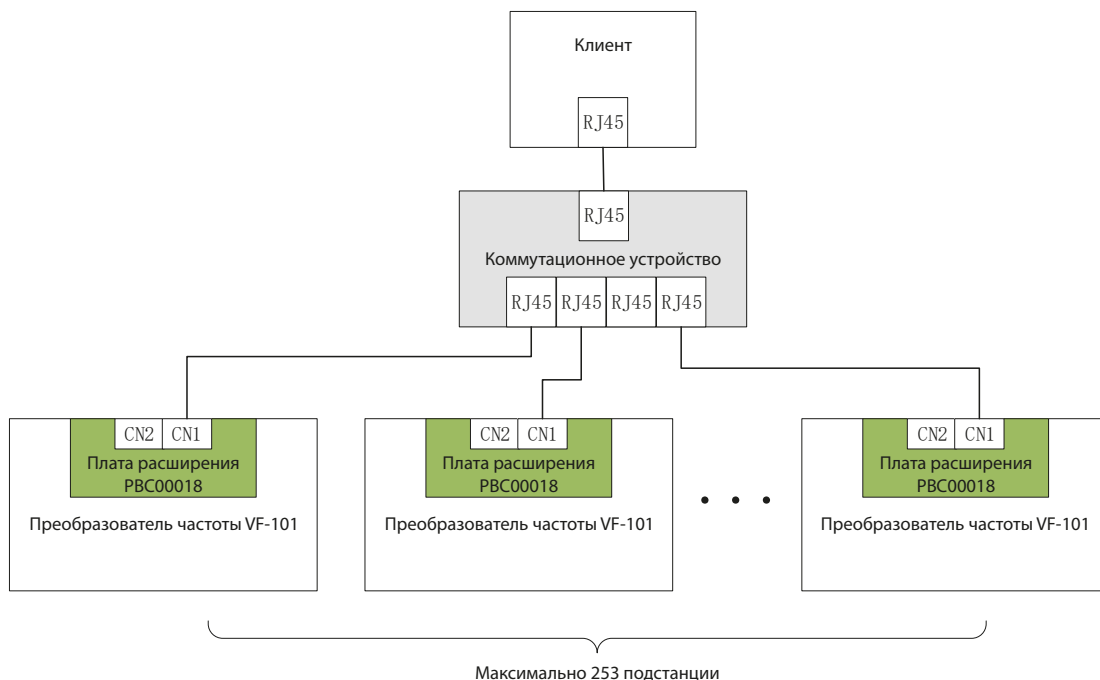 Клиент
RJ45
RJ45
Коммутационное устройство
RJ45 RJ45 RJ45 RJ45
CN2 CN1 CN2 CN1 CN2 CN1
Плата расширения Плата расширения Плата расширения
PBC00018 PBC00018 PBC00018
Преобразователь частоты VF-101 Преобразователь частоты VF-101 Преобразователь частоты VF-101
Максимально 253 подстанции